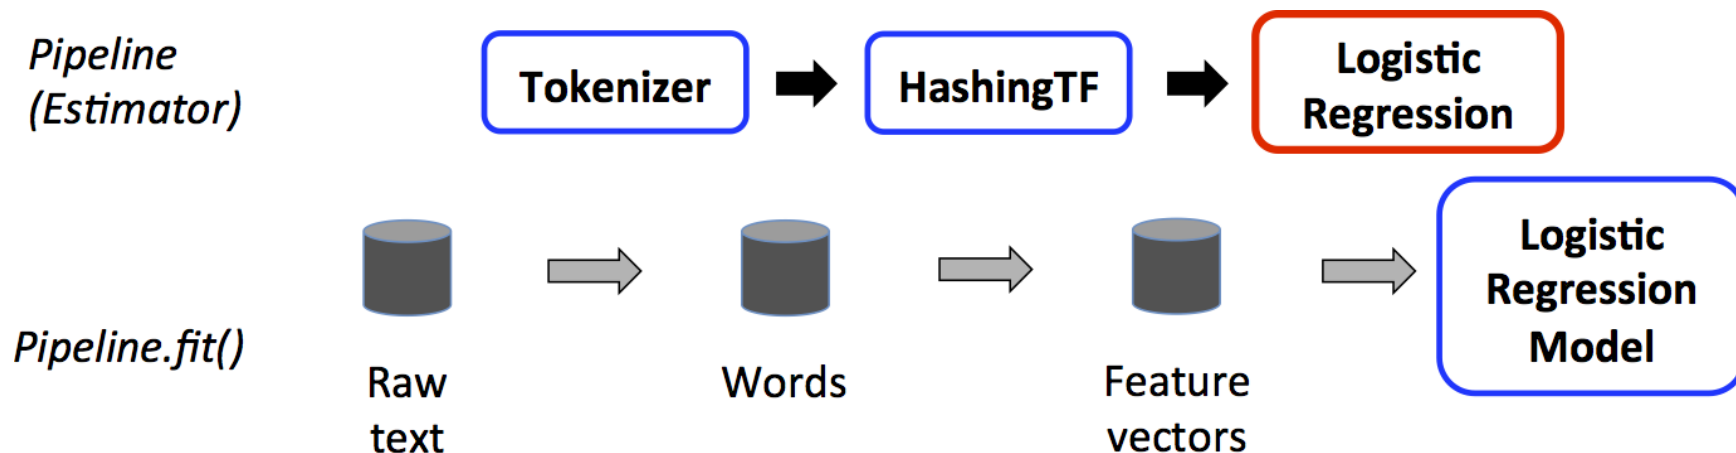 Pipeline
(Estimator)
Tokenizer
HashingTF
Logistic
Regression
Pipeline.fit()
Raw
text
Words
Feature
vectors
Logistic
Regression
Model